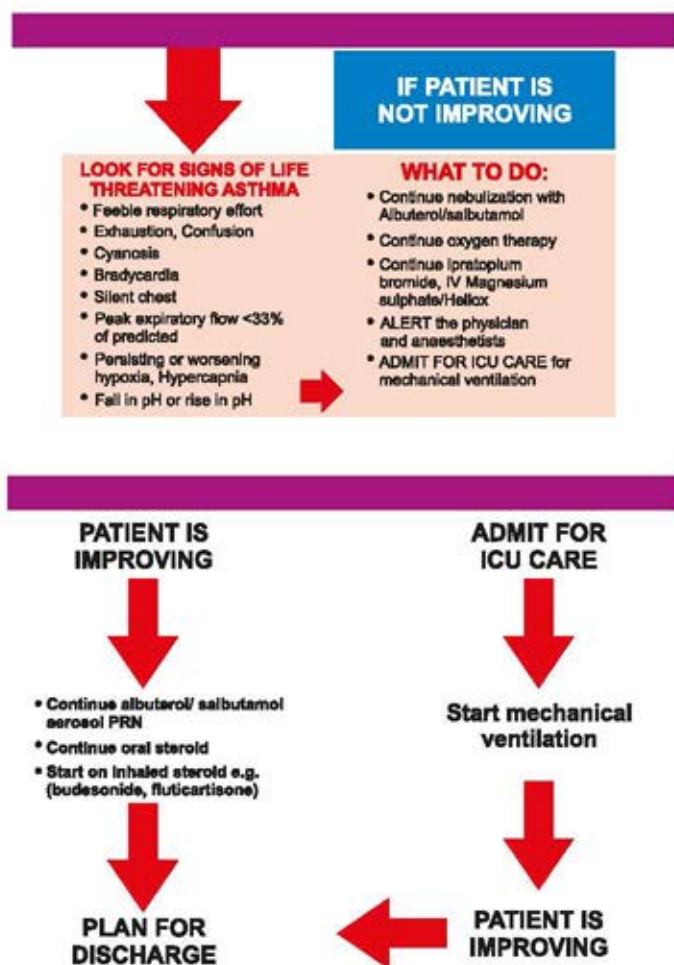 IF PATIENT IS
NOT IMPROVING
LOOK FOR SIGNS OF LIFE
THREATENING ASTHMA
• Feeble respiratory effort
• Exhaustion, Confusion
• Cyanosis
• Bradycardia
• Silent chest
• Peak expiratory flow <33%
of predicted
• Persisting or worsening
hypoxia, Hypercapnia
• Fall in pH or rise in pH
WHAT TO DO:
• Continue nebulization with
Albuterol/salbutamol
• Continue oxygen therapy
• Continue Ipratopium
bromide, IV Magnesium
sulphate/Heliox
• ALERT the physician
and anaesthetists
• ADMIT FOR ICU CARE for
mechanical ventilation
PATIENT IS
IMPROVING
• Continue albuterol/ salbutamol
aerosol PRN
• Continue oral steroid
• Start on inhaled steroid e.g.
(budesonide, fluticartisone)
PLAN FOR
DISCHARGE
ADMIT FOR
ICU CARE
Start mechanical
ventilation
PATIENT IS
IMPROVING